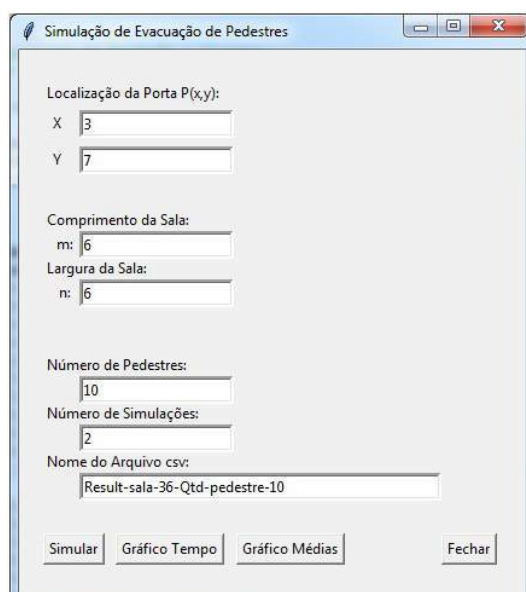 Simulação de Evacuação de Pedestres
Localização da Porta P(x,y):
X 3
Y 7
Comprimento da Sala:
m: 6
Largura da Sala:
n: 6
Número de Pedestres:
10
Número de Simulações:
2
Nome do Arquivo csv:
Result-sala-36-Qtd-pedestre-10
Simular Gráfico Tempo Gráfico Médias Fechar